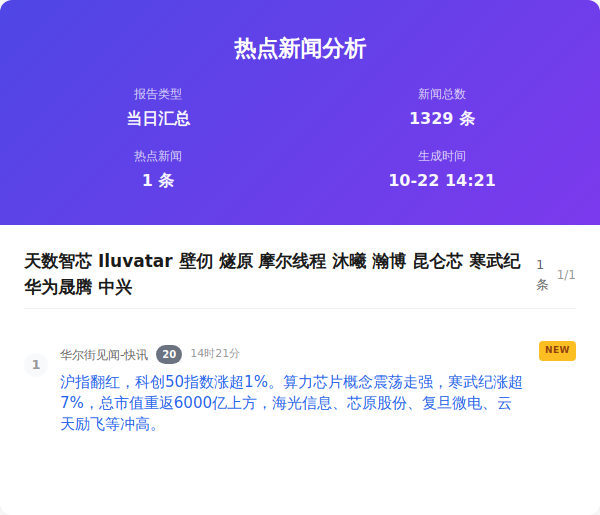 热点新闻分析
报告类型
新闻总数
当日汇总
1329 条
热点新闻
生成时间
1 条
10-22 14:21
天数智芯 Iluvatar 壁仞 燧原 摩尔线程 沐曦 瀚博 昆仑芯 寒武纪
华为晟腾 中兴
1
条
1/1
1
华尔街见闻-快讯 20 14时21分
NEW
沪指翻红，科创50指数涨超1%。算力芯片概念震荡走强，寒武纪涨超
7%，总市值重返6000亿上方，海光信息、芯原股份、复旦微电、云
天励飞等冲高。